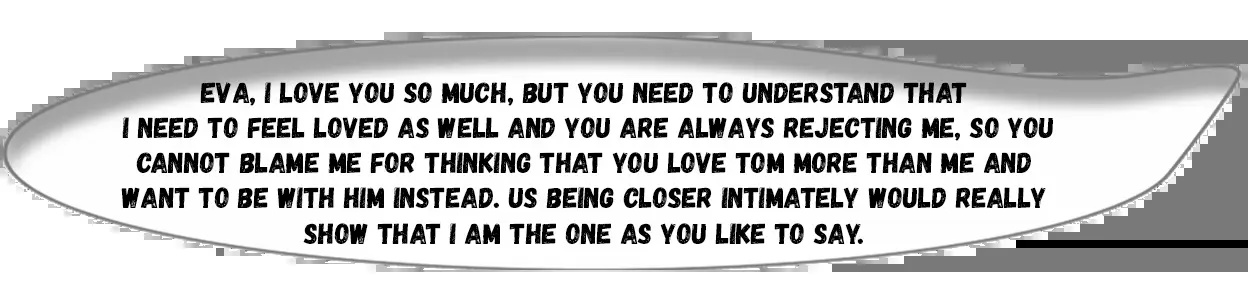 EVA, I LOVE YOU SO MUCH, BUT YOU NEED TO UNDERSTAND THAT
I NEED TO FEEL LOVED AS WELL AND YOU ARE ALWAYS REJECTING ME, SO YOU
CANNOT BLAME ME FOR THINKING THAT YOU LOVE TOM MORE THAN ME AND
WANT TO BE WITH HIM INSTEAD. US BEING CLOSER INTIMATELY WOULD REALLY
SHOW THAT I AM THE ONE AS YOU LIKE TO SAY.